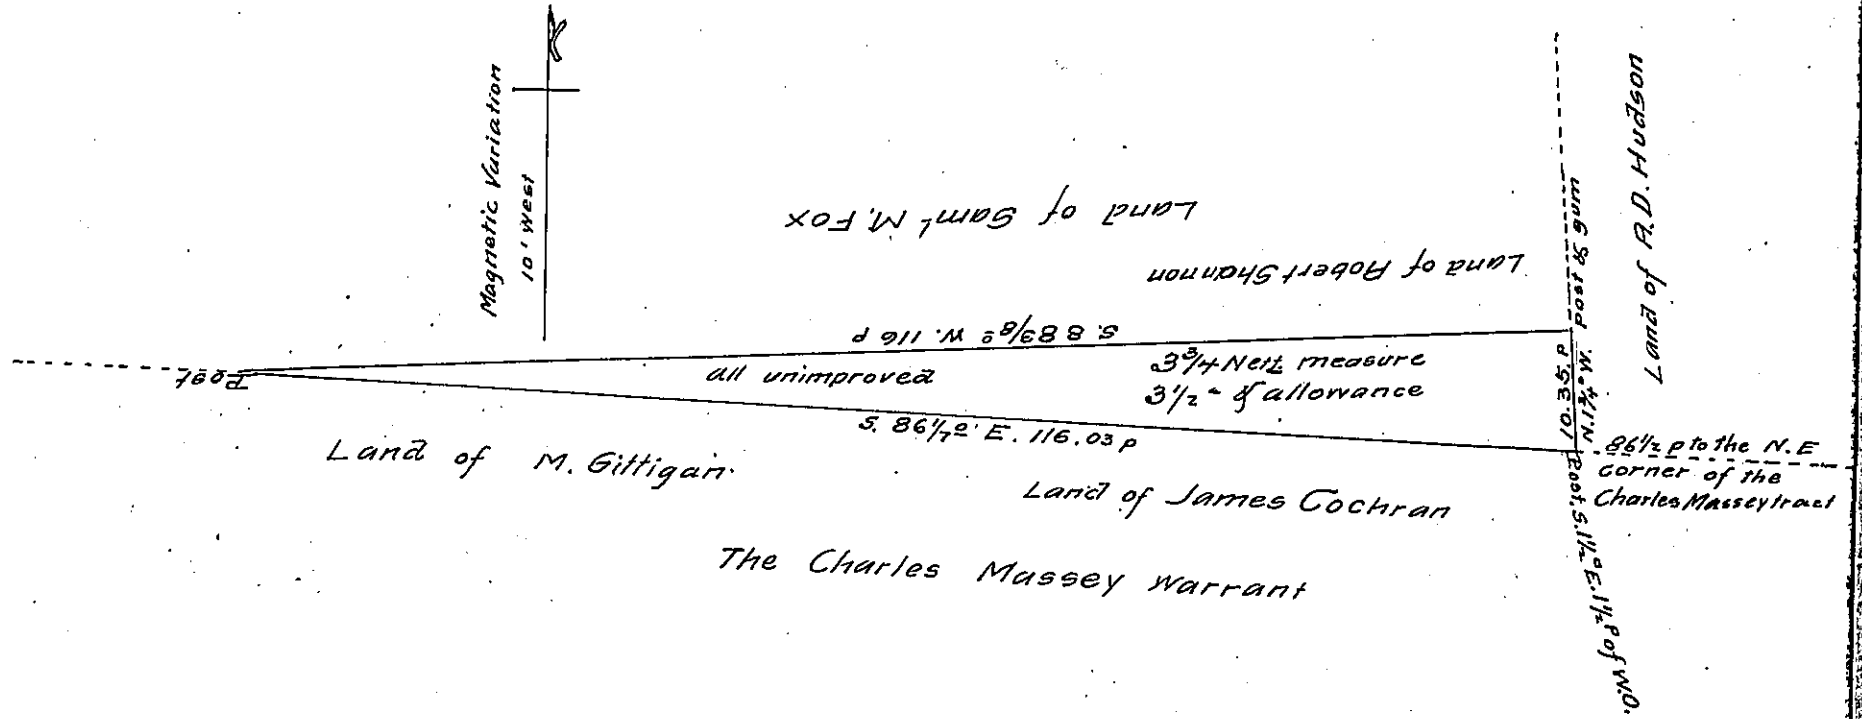 Magnetic Variation
10' West
Land of Saml M. Fox
Land of Robert Shannon
S. 88 3/8° W. 116 P
Post
all unimproved
3 3/4 Nett measure
3 1/2 - & allowance
S. 86 1/7° E. 116.03 p
Land of M. Gittigan.
Land of James Cochran
The Charles Massey Warrant
10.35. P
N. 1 3/4° W. post & gum
Land of A. D. Hudson
86 1/2 p to the N. E
corner of the
Charles Massey tract
Post, S. 1 1/2° E. 1 1/2 P of W.O.